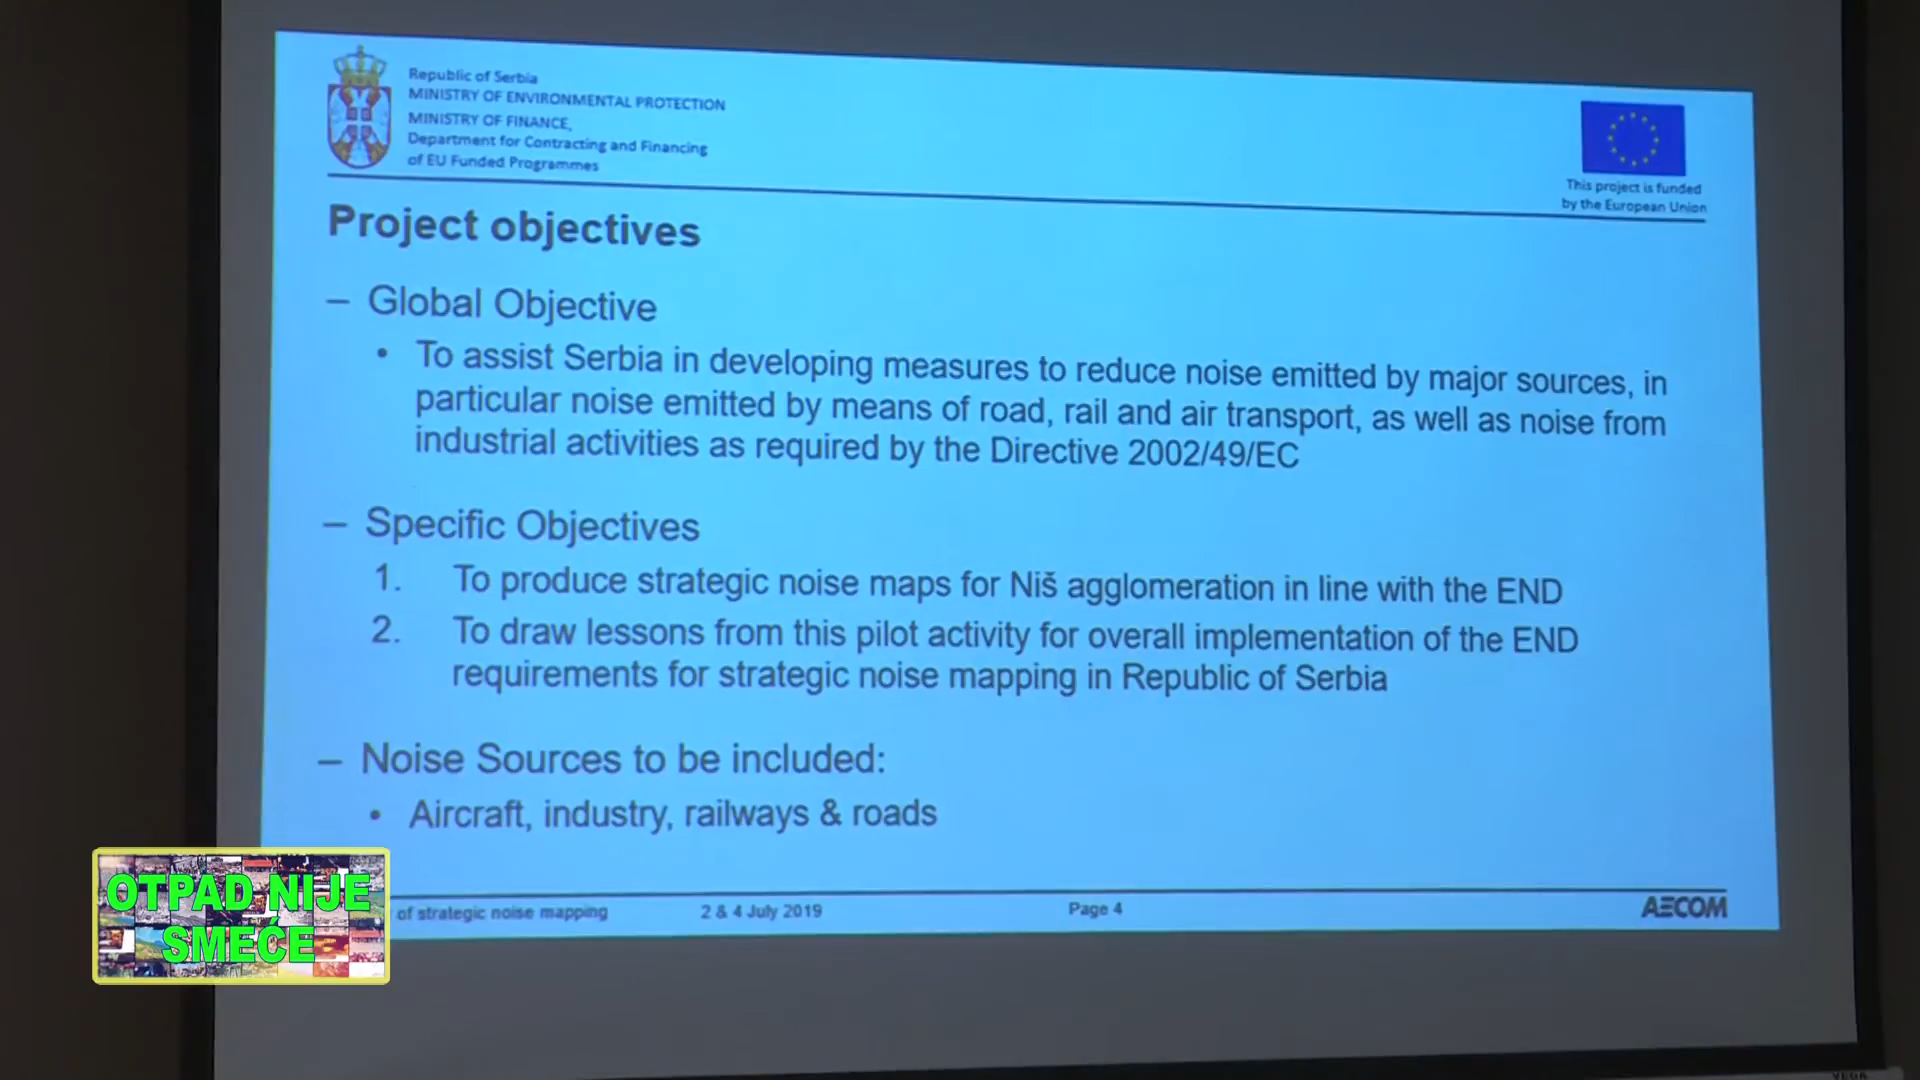 Republic of Serbia
MINISTRY OF ENVIRONMENTAL PROTECTION
MINISTRY OF FINANCE,
Department for Contracting and Financing
of EU Funded Programmes
This project is funded
by the European Union
Project objectives
– Global Objective
• To assist Serbia in developing measures to reduce noise emitted by major sources, in
particular noise emitted by means of road, rail and air transport, as well as noise from
industrial activities as required by the Directive 2002/49/EC
– Specific Objectives
1. To produce strategic noise maps for Niš agglomeration in line with the END
2. To draw lessons from this pilot activity for overall implementation of the END
requirements for strategic noise mapping in Republic of Serbia
– Noise Sources to be included:
• Aircraft, industry, railways & roads
of strategic noise mapping 2 & 4 July 2019 Page 4 AECOM
OTPAD NIJE
SMEĆE